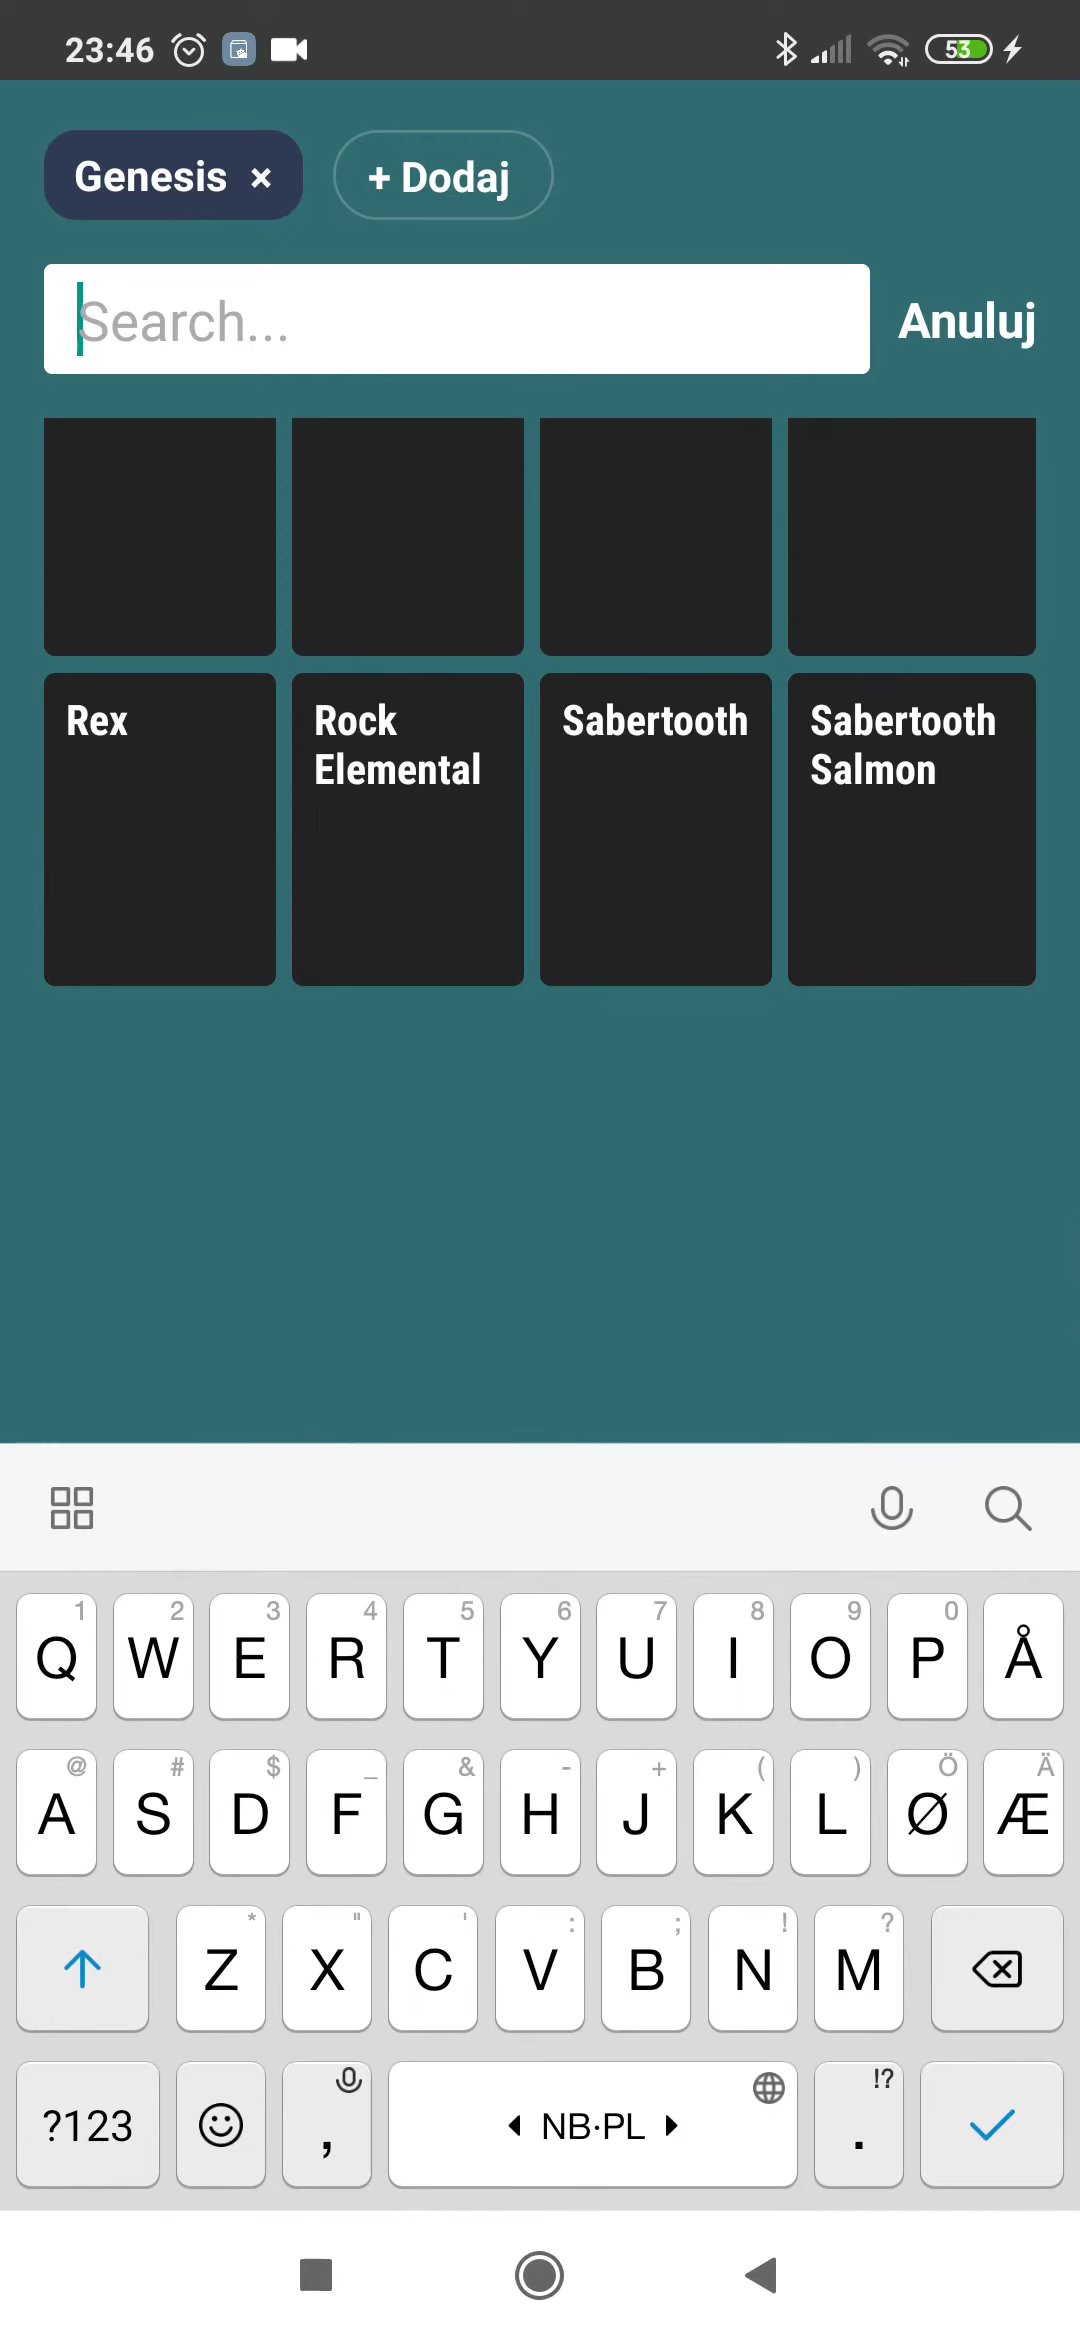 23:46 53
Genesis × + Dodaj
Search... Anuluj
Rex Rock Sabertooth Sabertooth
Elemental Salmon
1 2 3 4 5 6 7 8 9 0
Q W E R T Y U I O P Å
@ # $ _ & - + ( ) Ö Ä
A S D F G H J K L Ø Æ
* " ' : ; ! ?
Z X C V B N M
!?
?123 , NB·PL .